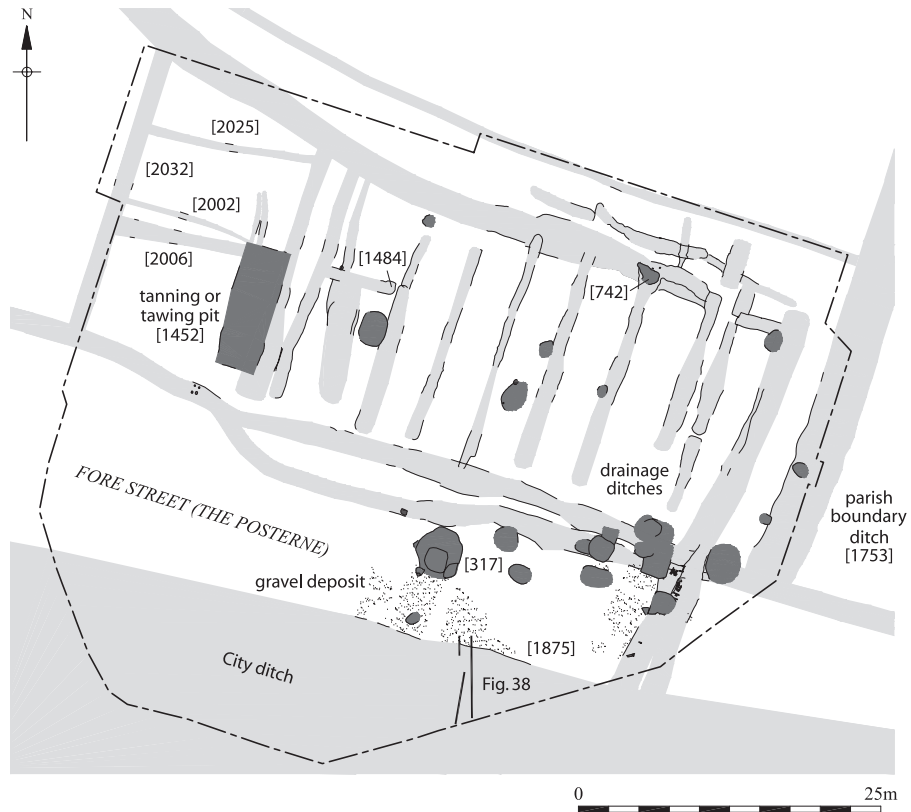 N
[2025]
[2032]
[2002]
[2006]
[1484]
[742]
tanning or
tawing pit
[1452]
drainage
ditches
FORE STREET (THE POSTERNE)
parish
boundary
ditch
[1753]
[317]
gravel deposit
[1875]
City ditch
Fig. 38
0
25m